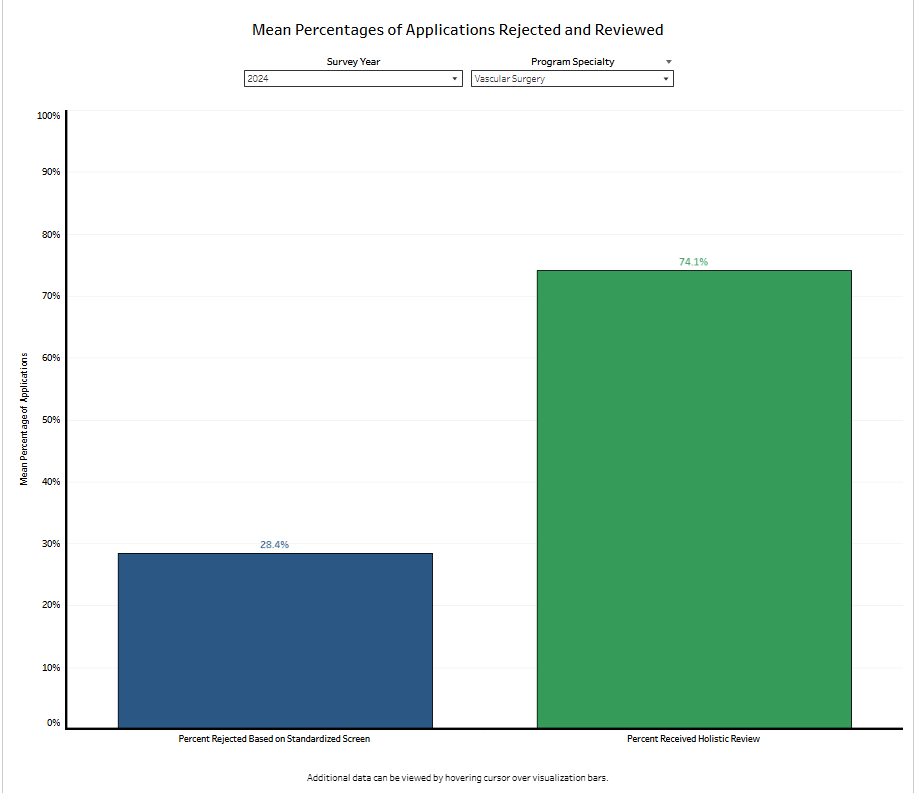 Mean Percentages of Applications Rejected and Reviewed
Survey Year
Program Specialty
2024
Vascular Surgery
100%
90%
80%
70%
60%
50%
40%
30%
20%
10%
0%
Mean Percentage of Applications
28.4%
74.1%
Percent Rejected Based on Standardized Screen
Percent Received Holistic Review
Additional data can be viewed by hovering cursor over visualization bars.